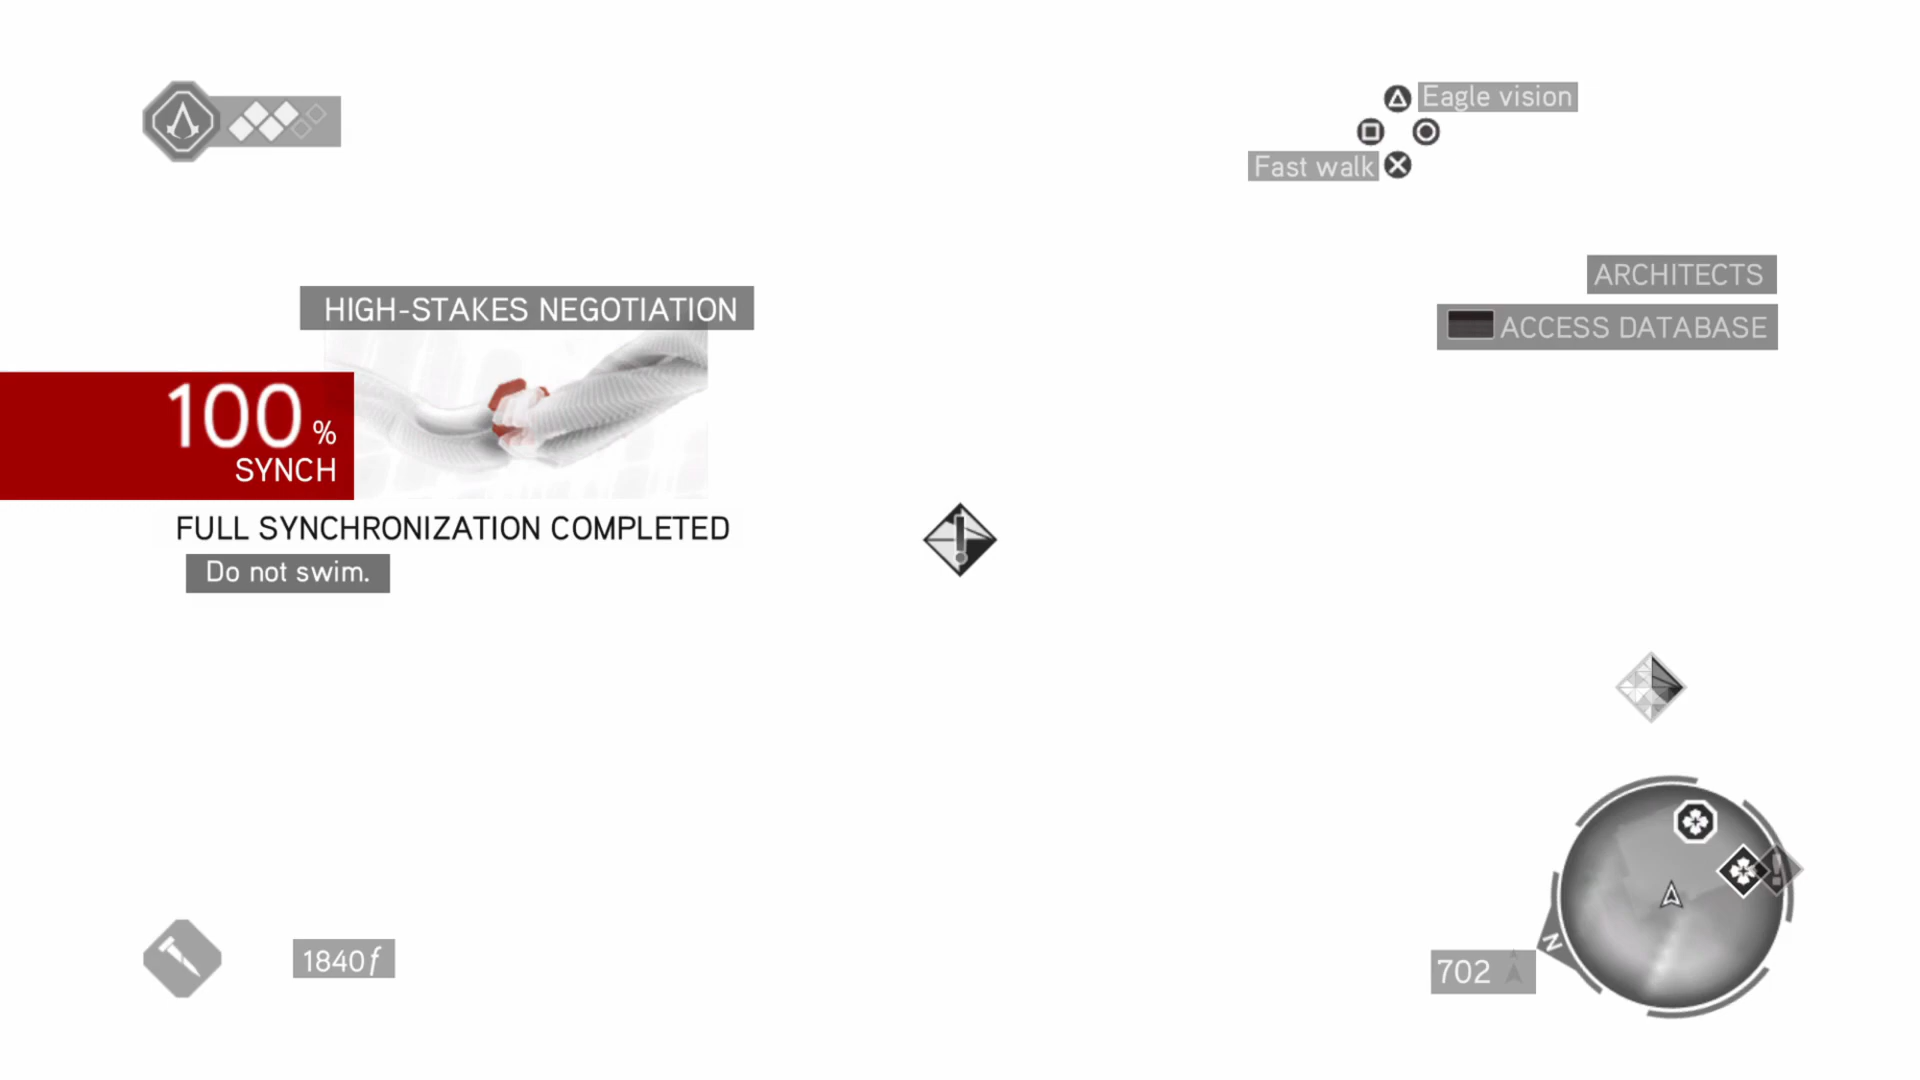 Eagle vision
Fast walk
ARCHITECTS
ACCESS DATABASE
HIGH-STAKES NEGOTIATION
100 %
SYNCH
FULL SYNCHRONIZATION COMPLETED
Do not swim.
1840 ƒ
702
N